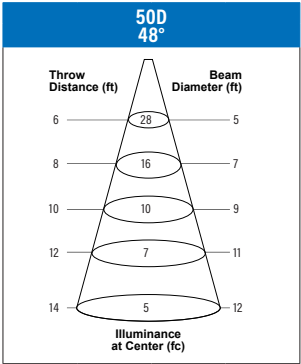 50D
48°
Throw Beam
Distance (ft) Diameter (ft)
6 28 5
8 16 7
10 10 9
12 7 11
14 5 12
Illuminance
at Center (fc)